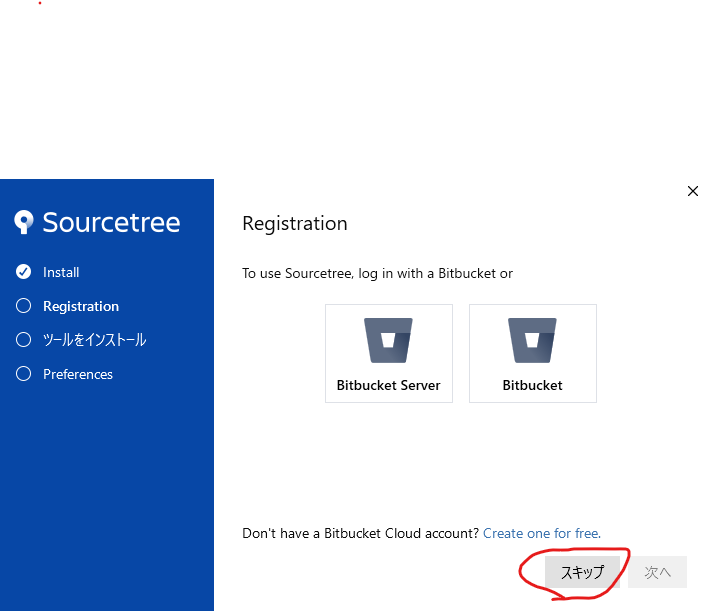 Sourcetree
Install
Registration
ツールをインストール
Preferences
Registration
To use Sourcetree, log in with a Bitbucket or
Bitbucket Server
Bitbucket
Don't have a Bitbucket Cloud account? Create one for free.
スキップ
次へ